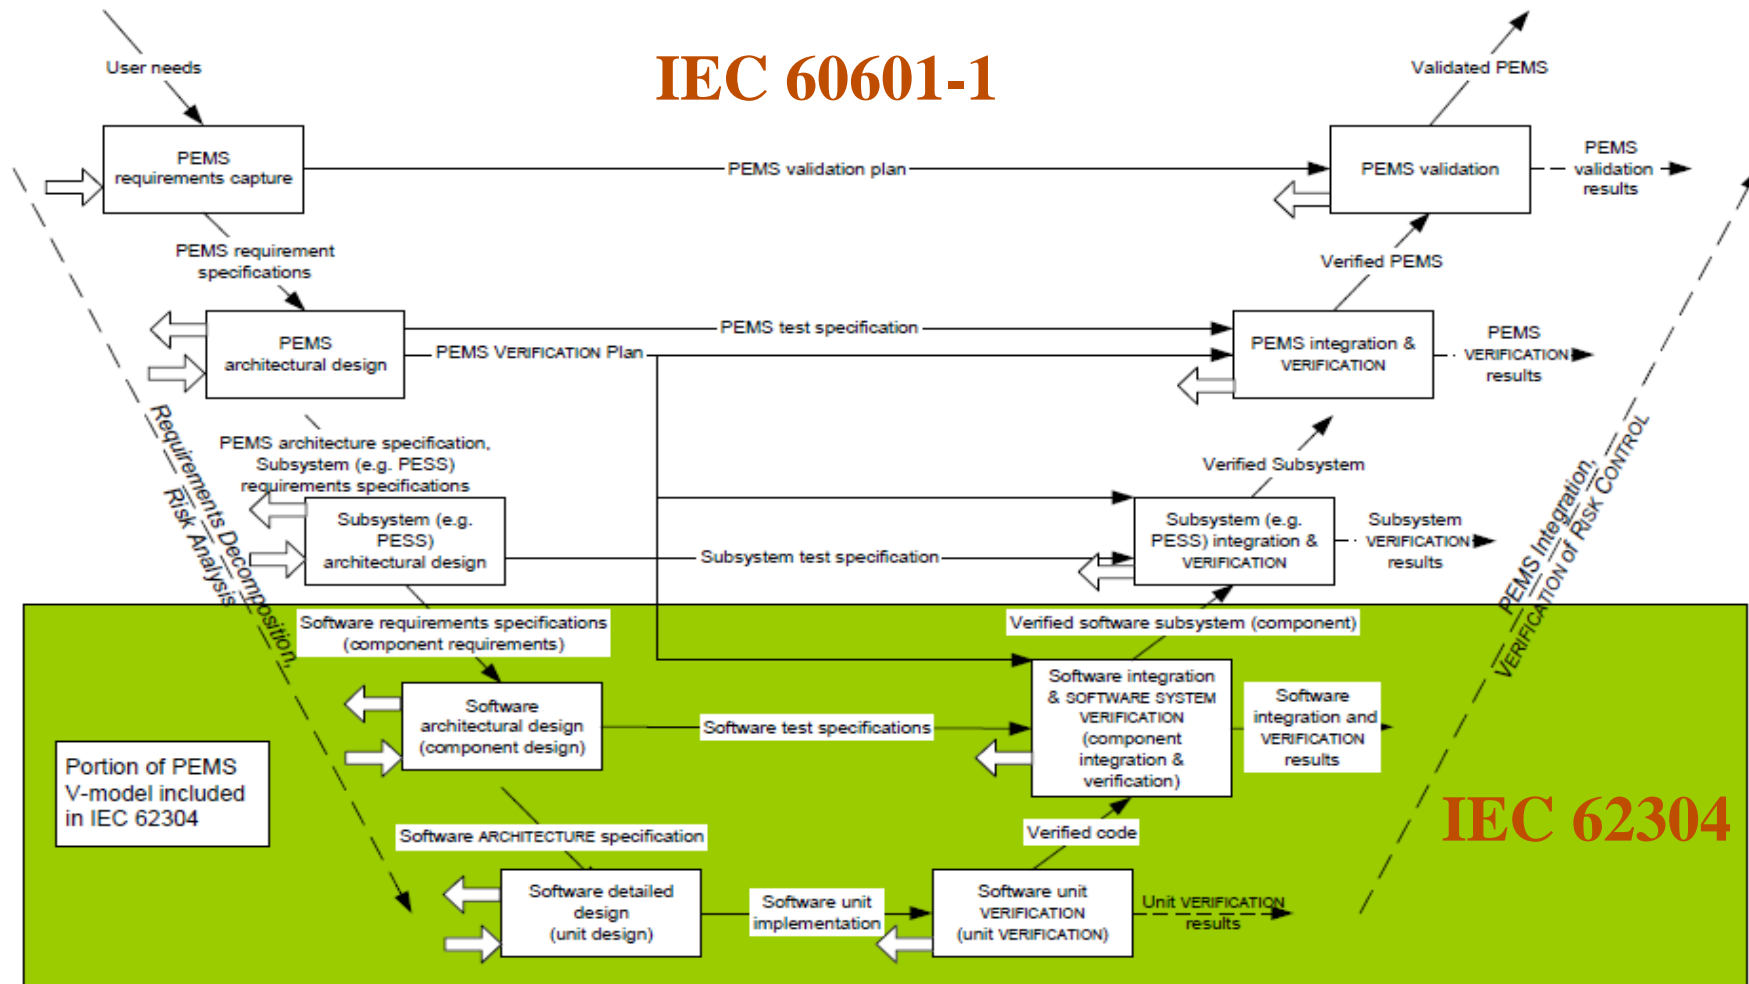 IEC 60601-1
User needs
Validated PEMS
PEMS
requirements capture
PEMS validation plan
PEMS validation
PEMS
validation
results
PEMS requirement
specifications
Verified PEMS
PEMS
architectural design
PEMS test specification
PEMS VERIFICATION Plan
PEMS integration &
VERIFICATION
PEMS
VERIFICATION
results
Requirements Decomposition,
Risk Analysis
PEMS architecture specification,
Subsystem (e.g. PESS)
requirements specifications
Verified Subsystem
PEMS Integration,
VERIFICATION of RISK CONTROL
Subsystem (e.g.
PESS)
architectural design
Subsystem test specification
Subsystem (e.g.
PESS) integration &
VERIFICATION
Subsystem
VERIFICATION
results
Software requirements specifications
(component requirements)
Verified software subsystem (component)
Software
architectural design
(component design)
Software test specifications
Software integration
& SOFTWARE SYSTEM
VERIFICATION
(component
integration &
verification)
Software
integration and
VERIFICATION
results
Portion of PEMS
V-model included
in IEC 62304
IEC 62304
Software ARCHITECTURE specification
Verified code
Software detailed
design
(unit design)
Software unit
implementation
Software unit
VERIFICATION
(unit VERIFICATION)
Unit VERIFICATION
results